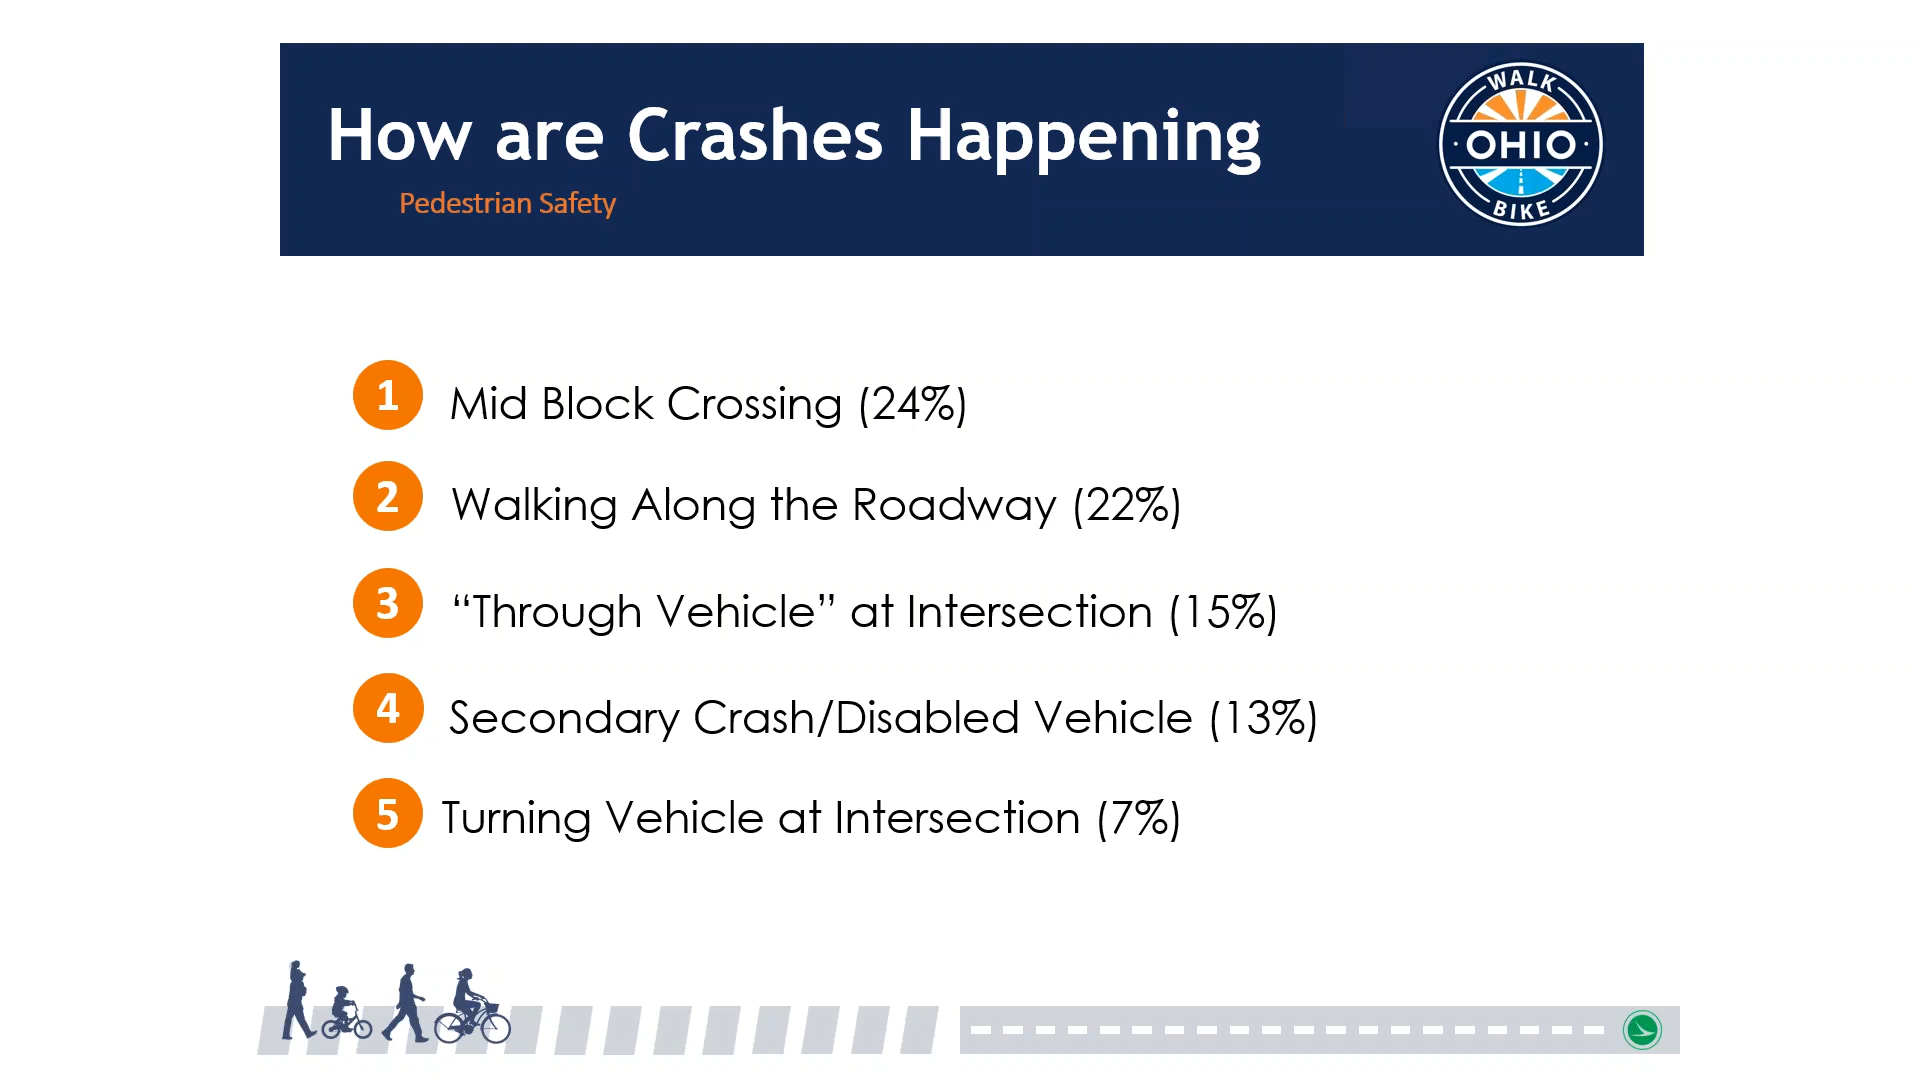 How are Crashes Happening
Pedestrian Safety
WALK
· OHIO ·
BIKE
1 Mid Block Crossing (24%)
2 Walking Along the Roadway (22%)
3 “Through Vehicle” at Intersection (15%)
4 Secondary Crash/Disabled Vehicle (13%)
5 Turning Vehicle at Intersection (7%)